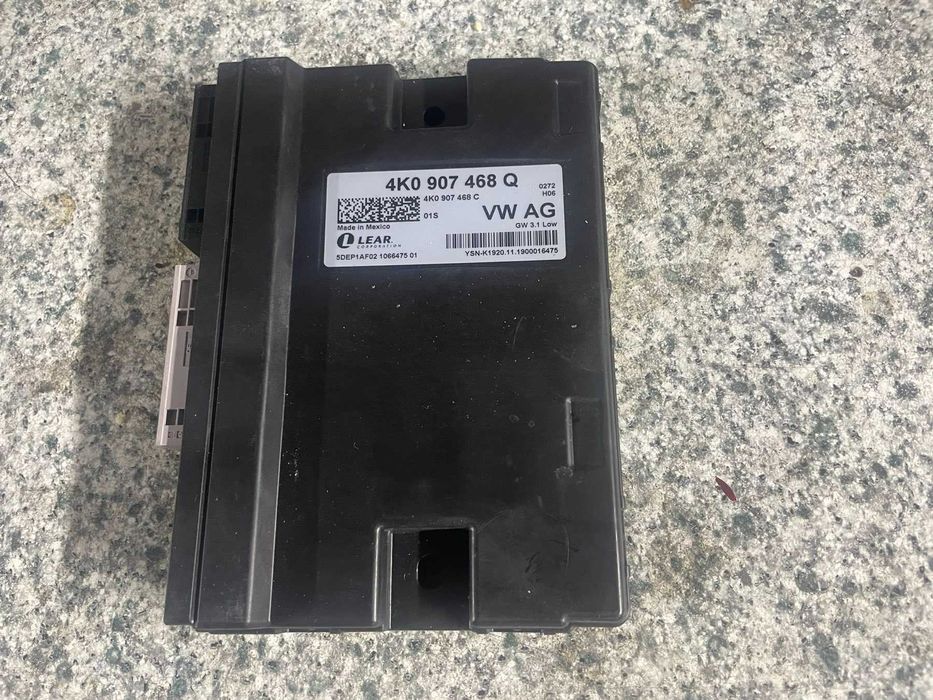 4K0 907 468 Q
0272
H06
4K0 907 468 C
01S
VW AG
Made in Mexico
GW 3.1 Low
LEAR
CORPORATION
5DEP1AF02 1066475 01
YSN-K1920.11.1900016475